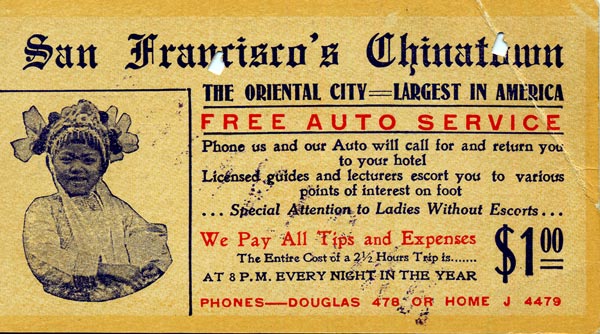 San Francisco's Chinatown
THE ORIENTAL CITY=LARGEST IN AMERICA
FREE AUTO SERVICE
Phone us and our Auto will call for and return you
to your hotel
Licensed guides and lecturers escort you to various
points of interest on foot
... Special Attention to Ladies Without Escorts ...
We Pay All Tips and Expenses
The Entire Cost of a 2½ Hours Trip is.......
$1.00
AT 8 P.M. EVERY NIGHT IN THE YEAR
PHONES—DOUGLAS 478 OR HOME J 4479